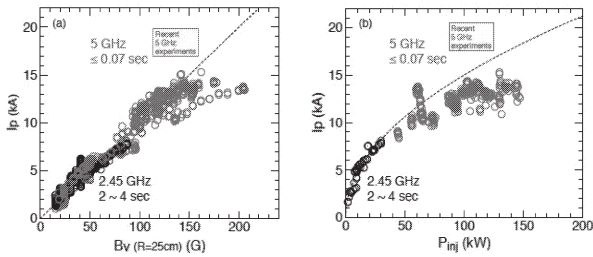 (a)
20
15
10
5
0
Ip (kA)
5 GHz
≤ 0.07 sec
Recent
5 GHz
experiments
2.45 GHz
2 ~ 4 sec
0 50 100 150 200
Bv (R=25cm) (G)
(b)
20
15
10
5
0
Ip (kA)
5 GHz
≤ 0.07 sec
Recent
5 GHz
experiments
2.45 GHz
2 ~ 4 sec
0 50 100 150 200
Pinj (kW)